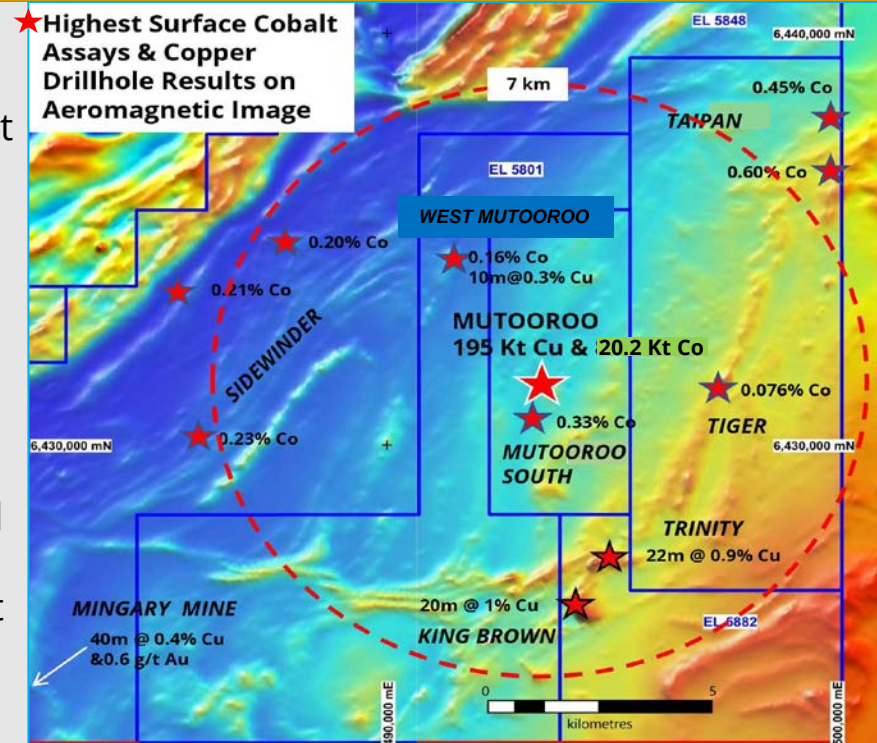 Highest Surface Cobalt
Assays & Copper
Drillhole Results on
Aeromagnetic Image
EL 5848
6,440,000 mN
7 km
0.45% Co
TAIPAN
EL 5801
0.60% Co
WEST MUTOOROO
0.20% Co
0.16% Co
10m@0.3% Cu
0.21% Co
MUTOOROO
195 Kt Cu & 20.2 Kt Co
SIDEWINDER
0.076% Co
0.33% Co
TIGER
0.23% Co
6,430,000 mN
6,430,000 mN
MUTOOROO
SOUTH
TRINITY
22m @ 0.9% Cu
MINGARY MINE
40m @ 0.4% Cu
&0.6 g/t Au
20m @ 1% Cu
KING BROWN
EL 5882
0
5
kilometres
490,000 mE
500,000 mE